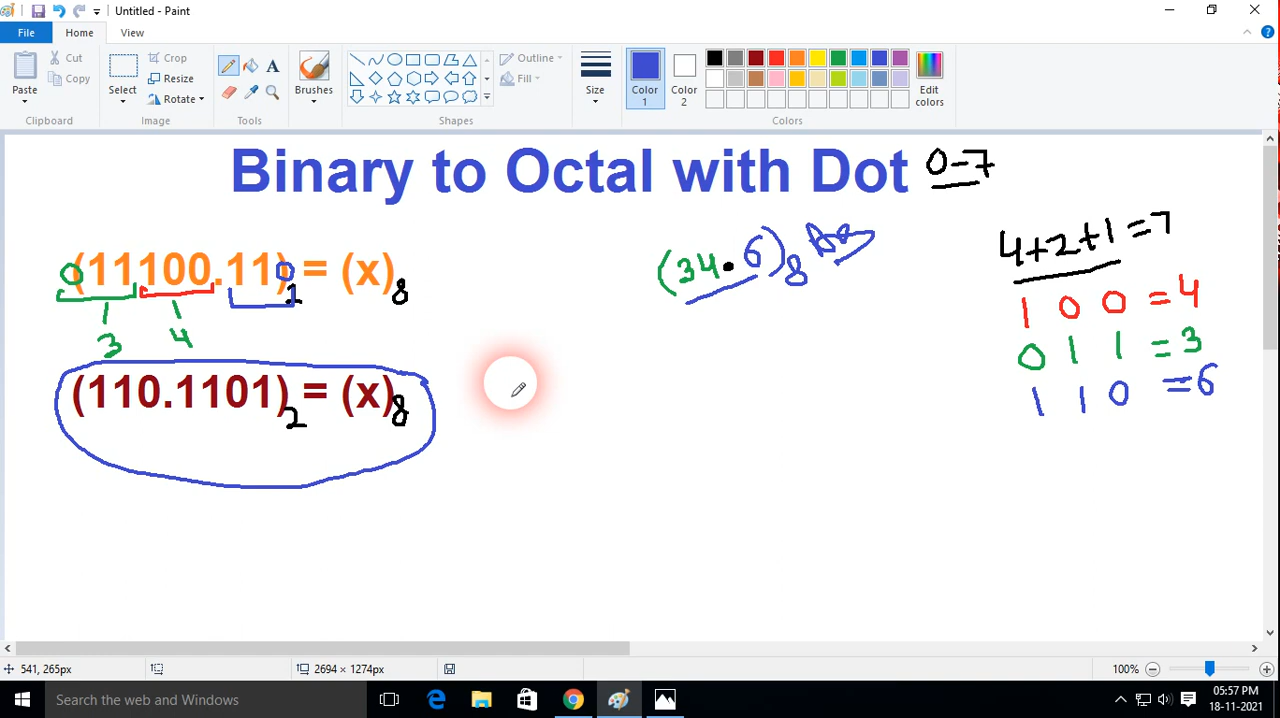 Untitled - Paint
File Home View
Paste Cut Copy Clipboard
Select Crop Resize Rotate Image
Tools
Brushes
Shapes Outline Fill
Size
Color 1 Color 2 Colors Edit colors
Binary to Octal with Dot 0-7
(11100.11)₂ = (x)₈
0 0
3 4
(34.6)₈ Ans
4+2+1=7
1 0 0 = 4
0 1 1 = 3
1 1 0 = 6
(110.1101)₂ = (x)₈
541, 265px 2694 × 1274px 100%
Search the web and Windows
05:57 PM
18-11-2021